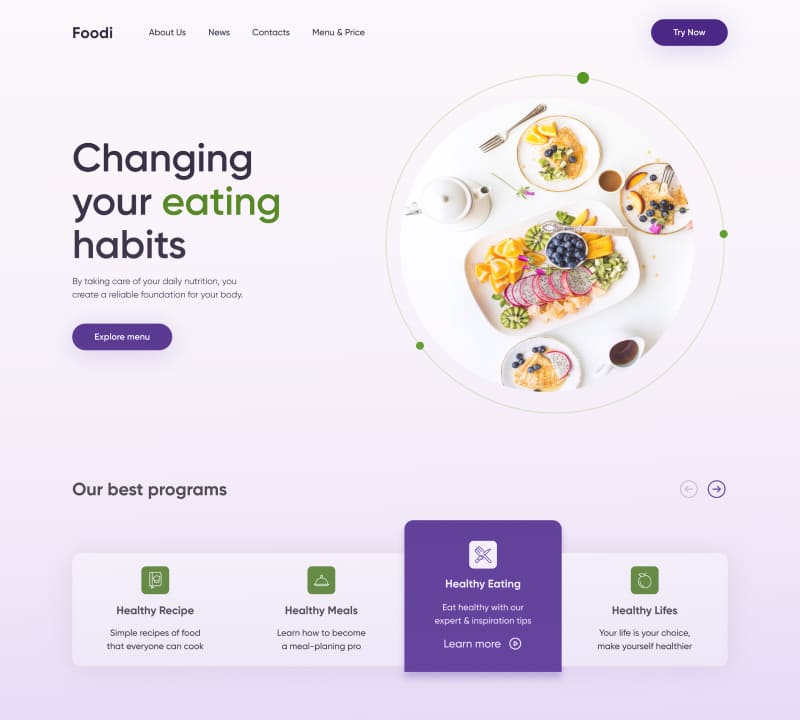 Foodi
About Us
News
Contacts
Menu & Price
Try Now
Changing
your eating
habits
By taking care of your daily nutrition, you
create a reliable foundation for your body.
Explore menu
Our best programs
Healthy Recipe
Simple recipes of food
that everyone can cook
Healthy Meals
Learn how to become
a meal-planing pro
Healthy Eating
Eat healthy with our
expert & inspiration tips
Learn more
Healthy Lifes
Your life is your choice,
make yourself healthier